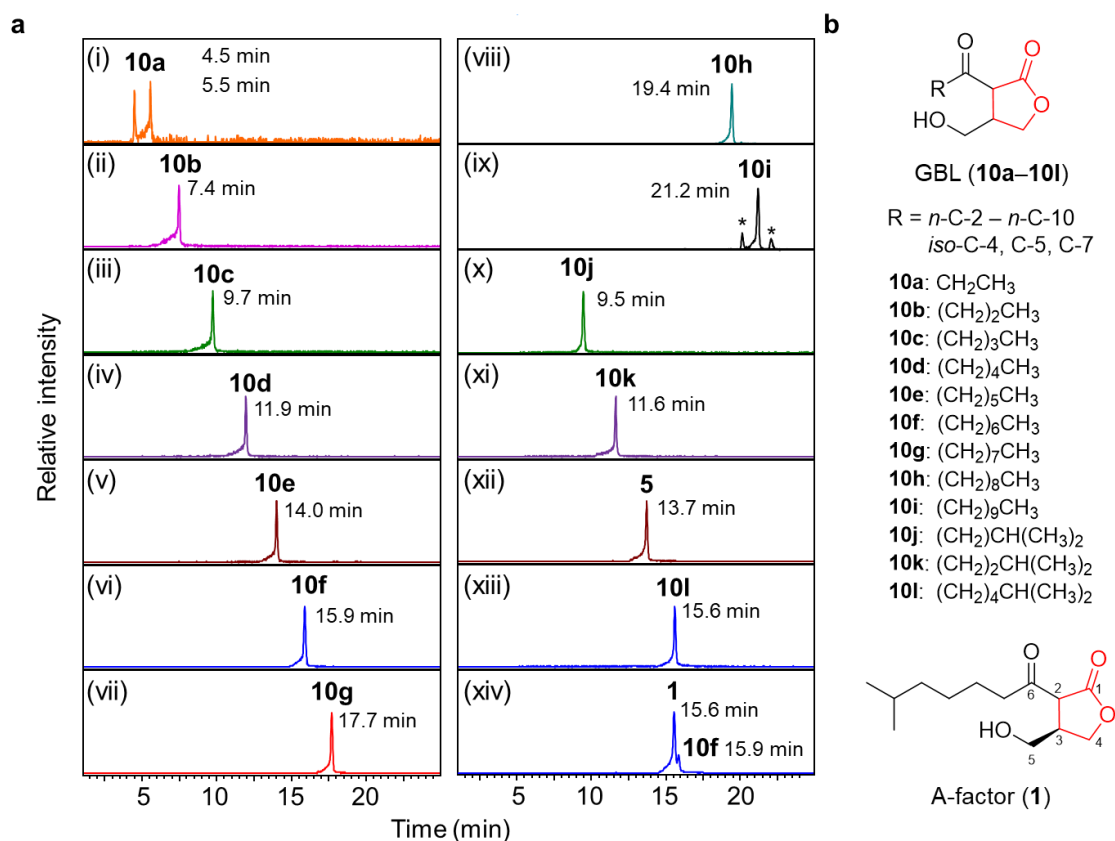 a
(i)
10a
4.5 min
5.5 min
(ii)
10b
7.4 min
(iii)
10c
9.7 min
(iv)
10d
11.9 min
(v)
10e
14.0 min
(vi)
10f
15.9 min
(vii)
10g
17.7 min
(viii)
10h
19.4 min
(ix)
10i
21.2 min
* *
(x)
10j
9.5 min
(xi)
10k
11.6 min
(xii)
5
13.7 min
(xiii)
10l
15.6 min
(xiv)
1
15.6 min
10f 15.9 min
5 10 15 20
5 10 15 20
Relative intensity
Time (min)
b
O
O
R
O
HO
GBL (10a–10l)
R = n-C-2 – n-C-10
iso-C-4, C-5, C-7
10a: CH2CH3
10b: (CH2)2CH3
10c: (CH2)3CH3
10d: (CH2)4CH3
10e: (CH2)5CH3
10f: (CH2)6CH3
10g: (CH2)7CH3
10h: (CH2)8CH3
10i: (CH2)9CH3
10j: (CH2)CH(CH3)2
10k: (CH2)2CH(CH3)2
10l: (CH2)4CH(CH3)2
O
O
6 2 1
O
HO
3 4
5
A-factor (1)